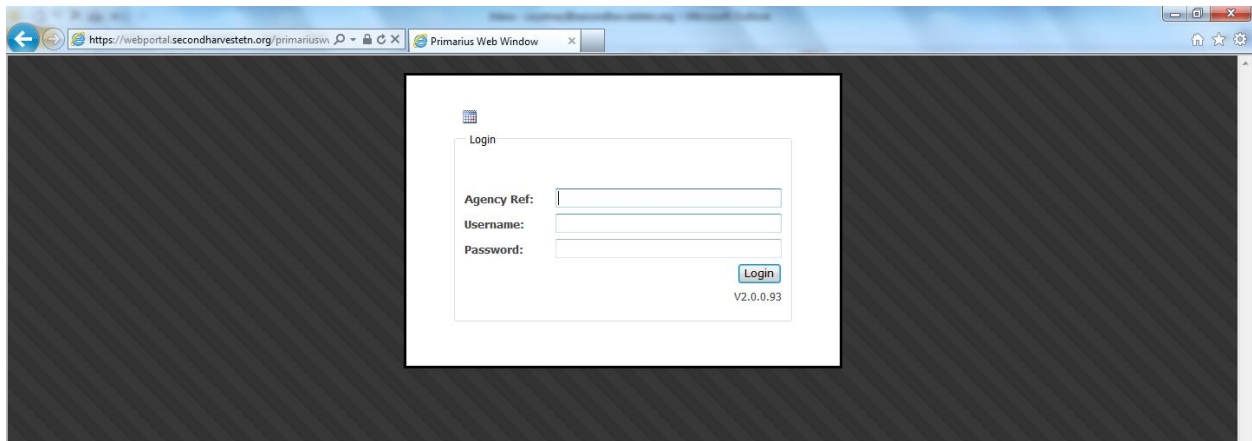 https://webportal.secondharvestetn.org/primariusw
Primarius Web Window
Login
Agency Ref:
Username:
Password:
Login
V2.0.0.93